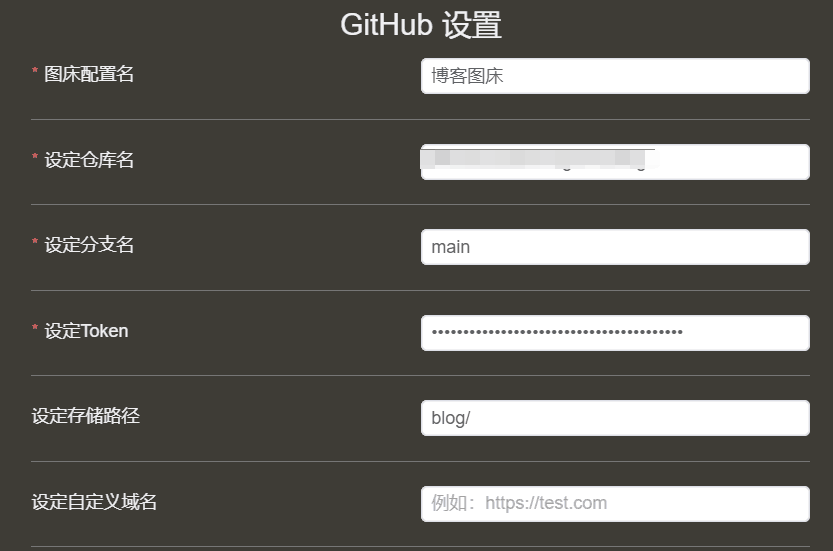 GitHub 设置
* 图床配置名
博客图床
* 设定仓库名
* 设定分支名
main
* 设定Token
••••••••••••••••••••••••••••••••••••••••
设定存储路径
blog/
设定自定义域名
例如：https://test.com